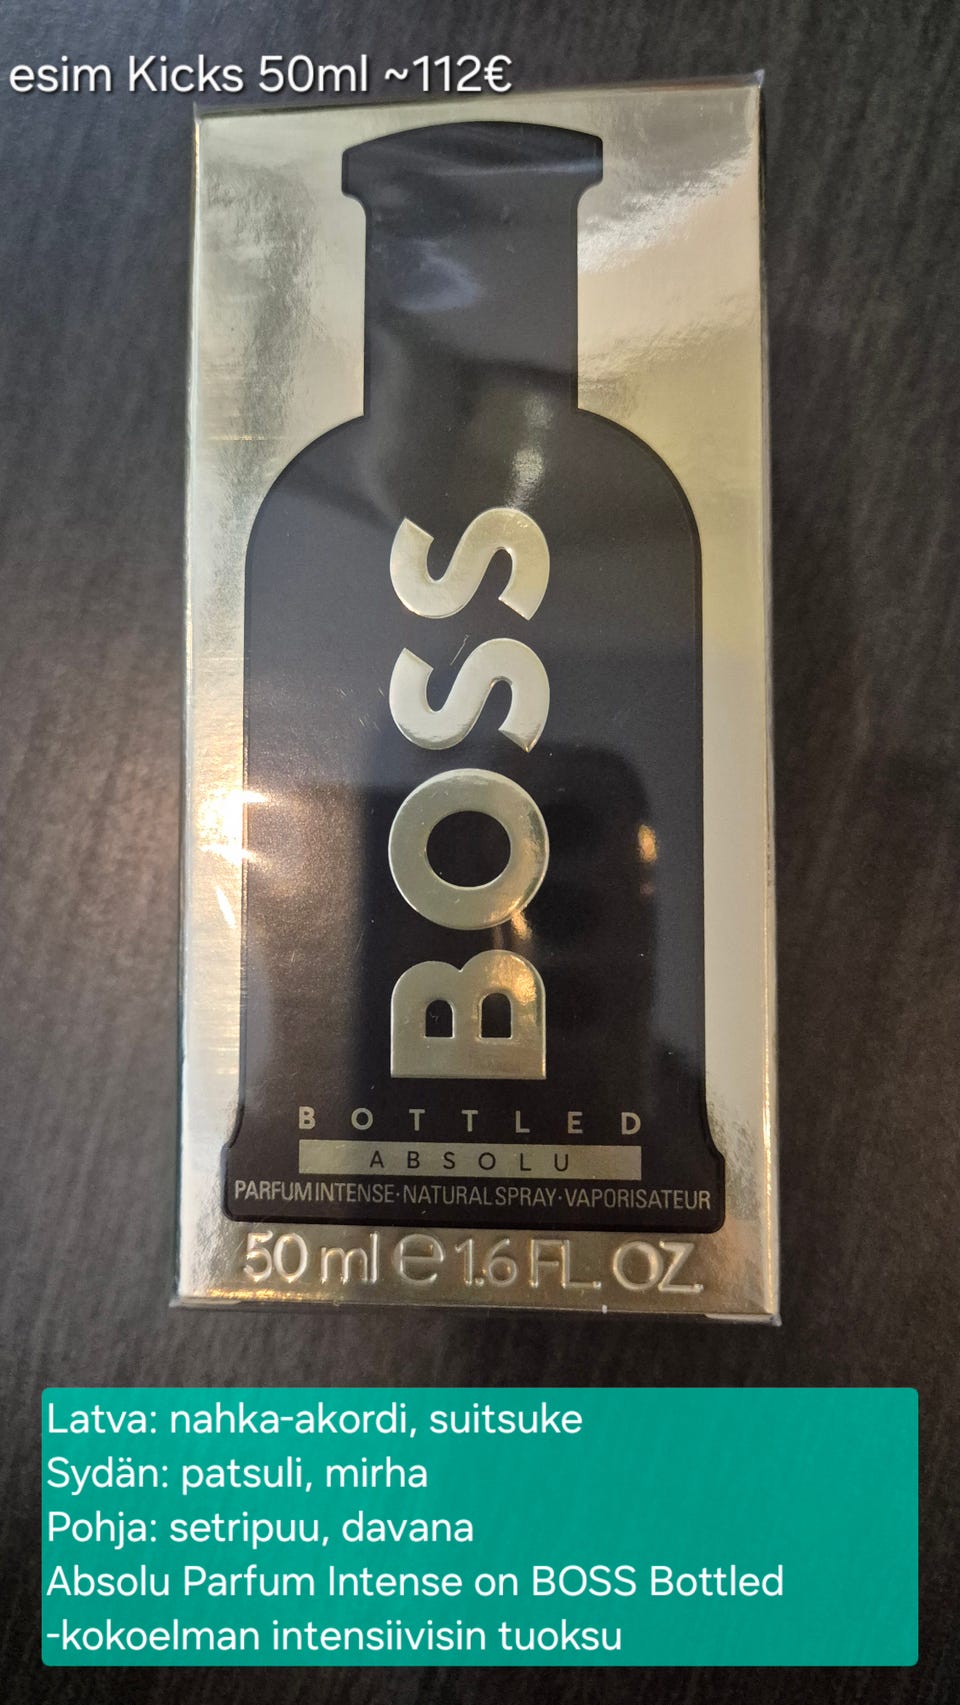 esim Kicks 50ml ~112€
BOSS
BOTTLED
ABSOLU
PARFUM INTENSE·NATURAL SPRAY·VAPORISATEUR
50 ml e 1.6 FL. OZ.
Latva: nahka-akordi, suitsuke
Sydän: patsuli, mirha
Pohja: setripuu, davana
Absolu Parfum Intense on BOSS Bottled
-kokoelman intensiivisin tuoksu